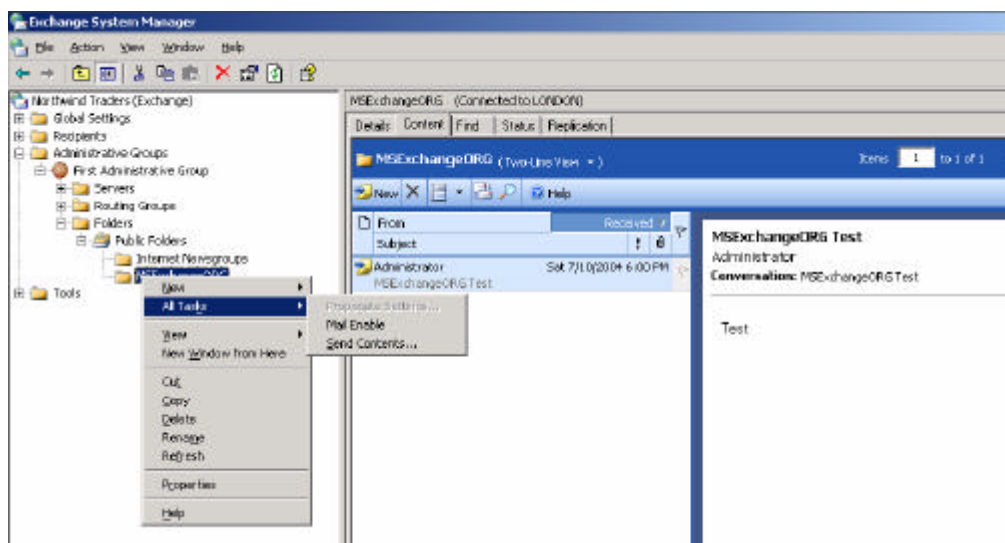 Exchange System Manager
File Action View Window Help
Northwind Traders (Exchange)
Global Settings
Recipients
Administrative Groups
First Administrative Group
Servers
Routing Groups
Folders
Public Folders
Internet Newsgroups
MSExchangeORG
Tools
New
All Tasks
View
New Window from Here
Cut
Copy
Delete
Rename
Refresh
Properties
Help
Propagate Settings...
Mail Enable
Send Contents...
MSExchangeORG (Connected to LONDON)
Details Content Find Status Replication
MSExchangeORG (Two-Line View ) Items 1 to 1 of 1
New Help
From Received
Subject !
Administrator Sat 7/10/2004 6:00 PM
MSExchangeORG Test
MSExchangeORG Test
Administrator
Conversation: MSExchangeORG Test
Test